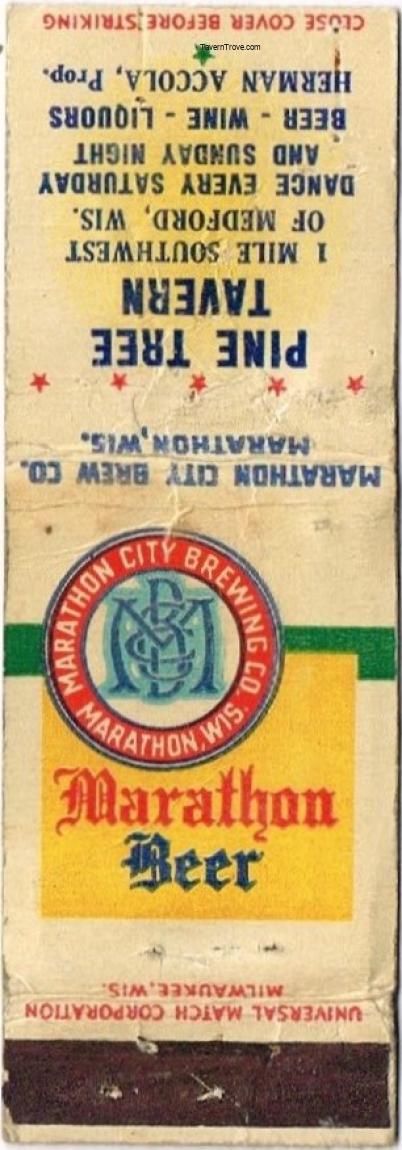 TavernTrove.com
UNIVERSAL MATCH CORPORATION
MILWAUKEE, WIS.
MARATHON CITY BREW CO.
MARATHON, WIS.
PINE TREE
TAVERN
1 MILE SOUTHWEST
OF MEDFORD, WIS.
DANCE EVERY SATURDAY
AND SUNDAY NIGHT
BEER - WINE - LIQUORS
HERMAN ACCOLA, Prop.
CLOSE COVER BEFORE STRIKING
MARATHON CITY BREWING CO.
MARATHON, WIS.
MCB
Marathon
Beer